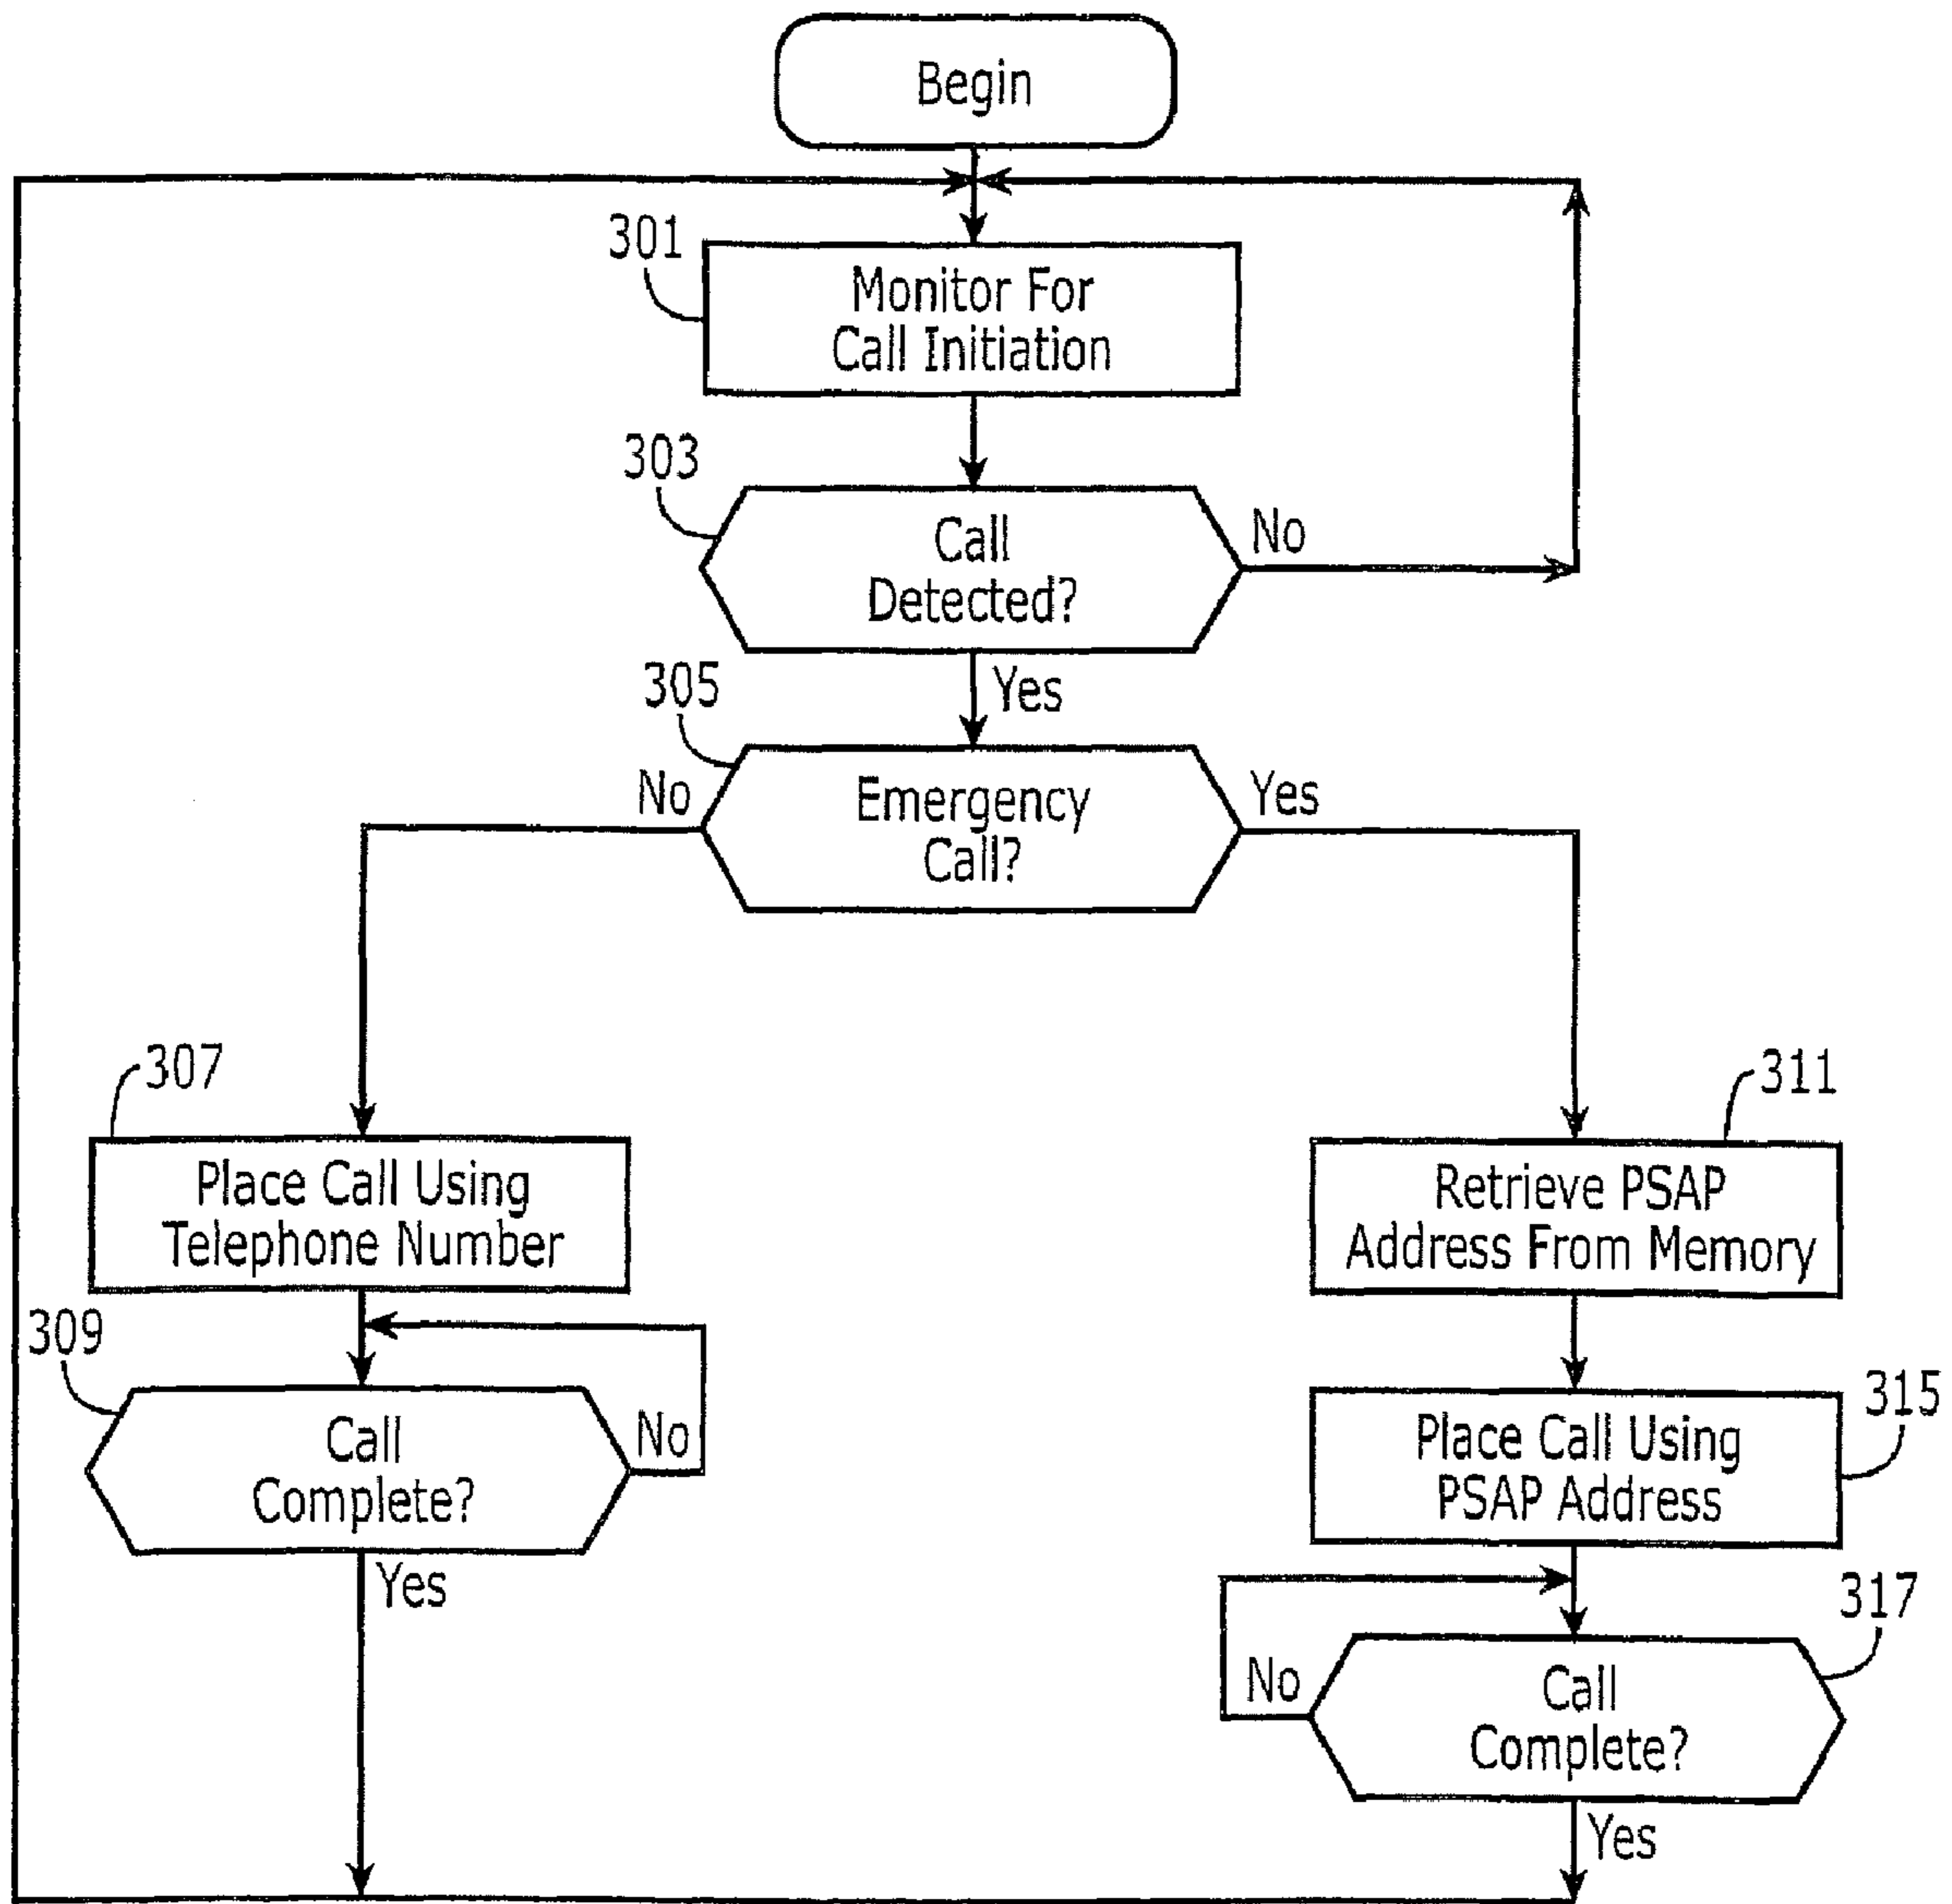 Begin
301
Monitor For
Call Initiation
303
Call
Detected?
No
Yes
305
No
Emergency
Call?
Yes
307
Place Call Using
Telephone Number
311
Retrieve PSAP
Address From Memory
309
Call
Complete?
No
Yes
315
Place Call Using
PSAP Address
317
No
Call
Complete?
Yes